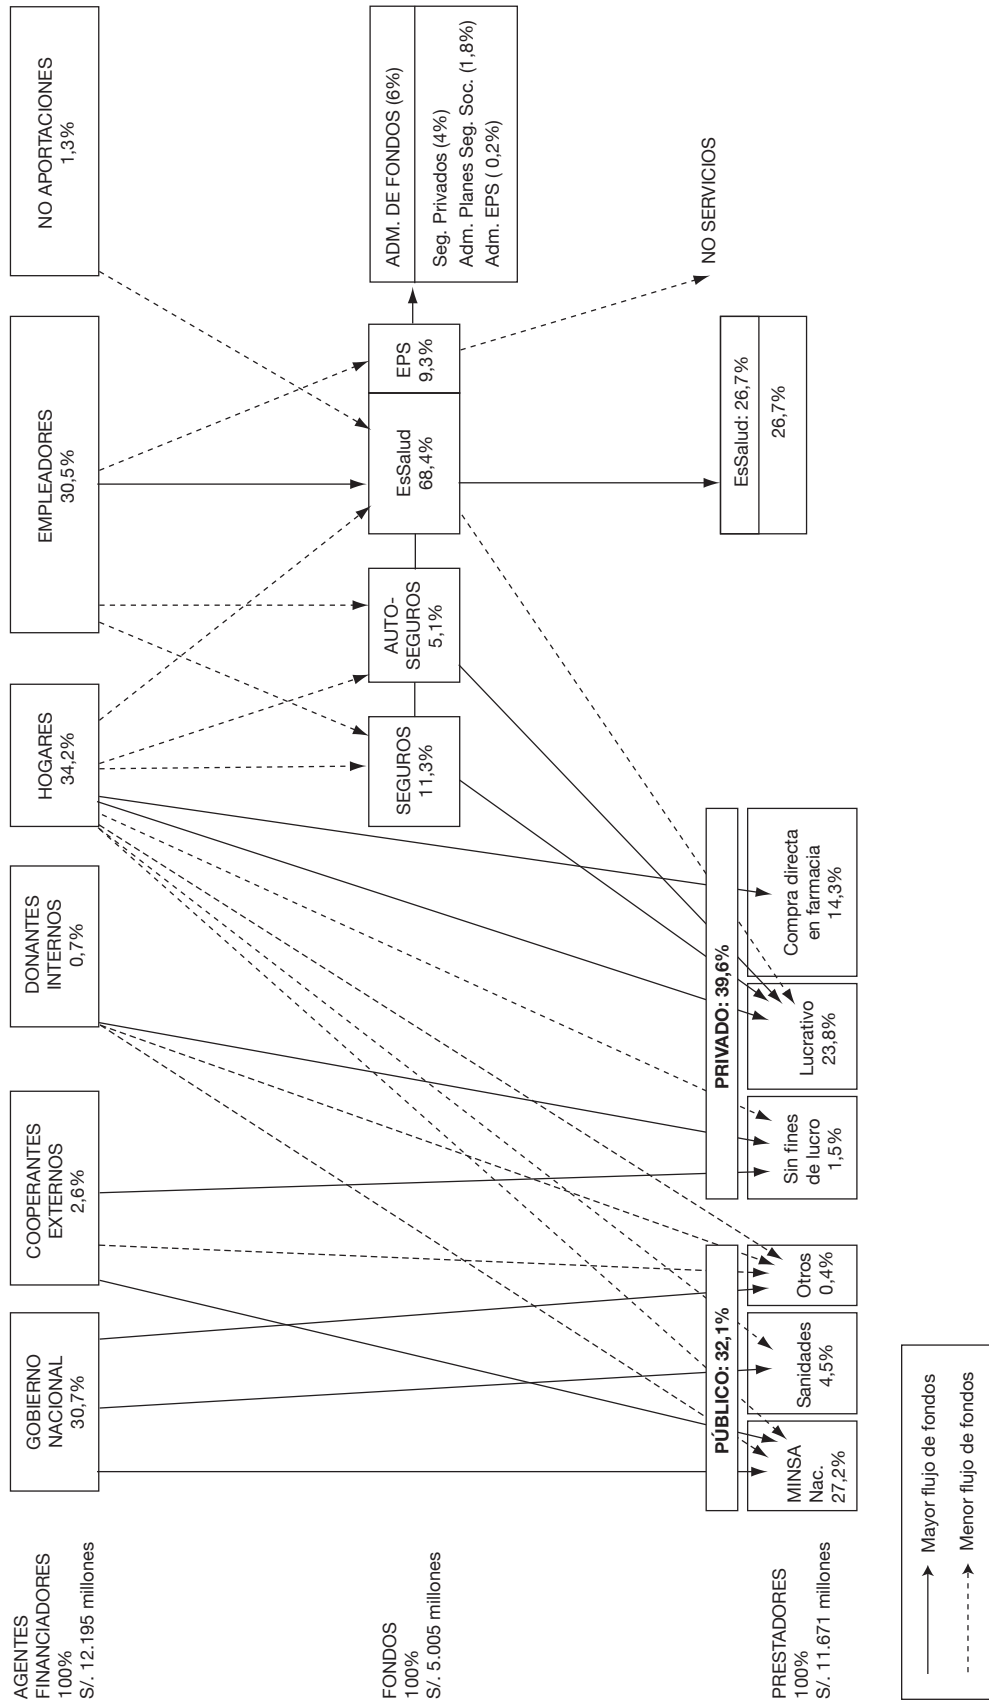 AGENTES
FINANCIADORES
100%
S/. 12.195 millones
GOBIERNO
NACIONAL
30,7%
COOPERANTES
EXTERNOS
2,6%
DONANTES
INTERNOS
0,7%
HOGARES
34,2%
EMPLEADORES
30,5%
NO APORTACIONES
1,3%
FONDOS
100%
S/. 5.005 millones
SEGUROS
11,3%
AUTO-
SEGUROS
5,1%
EsSalud
68,4%
EPS
9,3%
ADM. DE FONDOS (6%)
Seg. Privados (4%)
Adm. Planes Seg. Soc. (1,8%)
Adm. EPS ( 0,2%)
NO SERVICIOS
PRESTADORES
100%
S/. 11.671 millones
PÚBLICO: 32,1%
MINSA
Nac.
27,2%
Sanidades
4,5%
Otros
0,4%
PRIVADO: 39,6%
Sin fines
de lucro
1,5%
Lucrativo
23,8%
Compra directa
en farmacia
14,3%
EsSalud: 26,7%
26,7%
Mayor flujo de fondos
Menor flujo de fondos